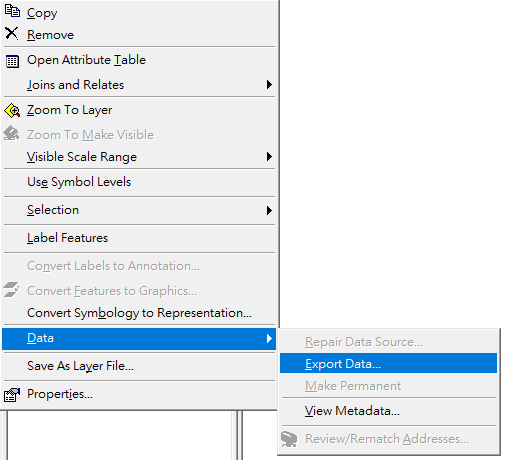 Copy
Remove
Open Attribute Table
Joins and Relates
Zoom To Layer
Zoom To Make Visible
Visible Scale Range
Use Symbol Levels
Selection
Label Features
Convert Labels to Annotation...
Convert Features to Graphics...
Convert Symbology to Representation...
Data
Save As Layer File...
Properties...
Repair Data Source...
Export Data...
Make Permanent
View Metadata...
Review/Rematch Addresses...